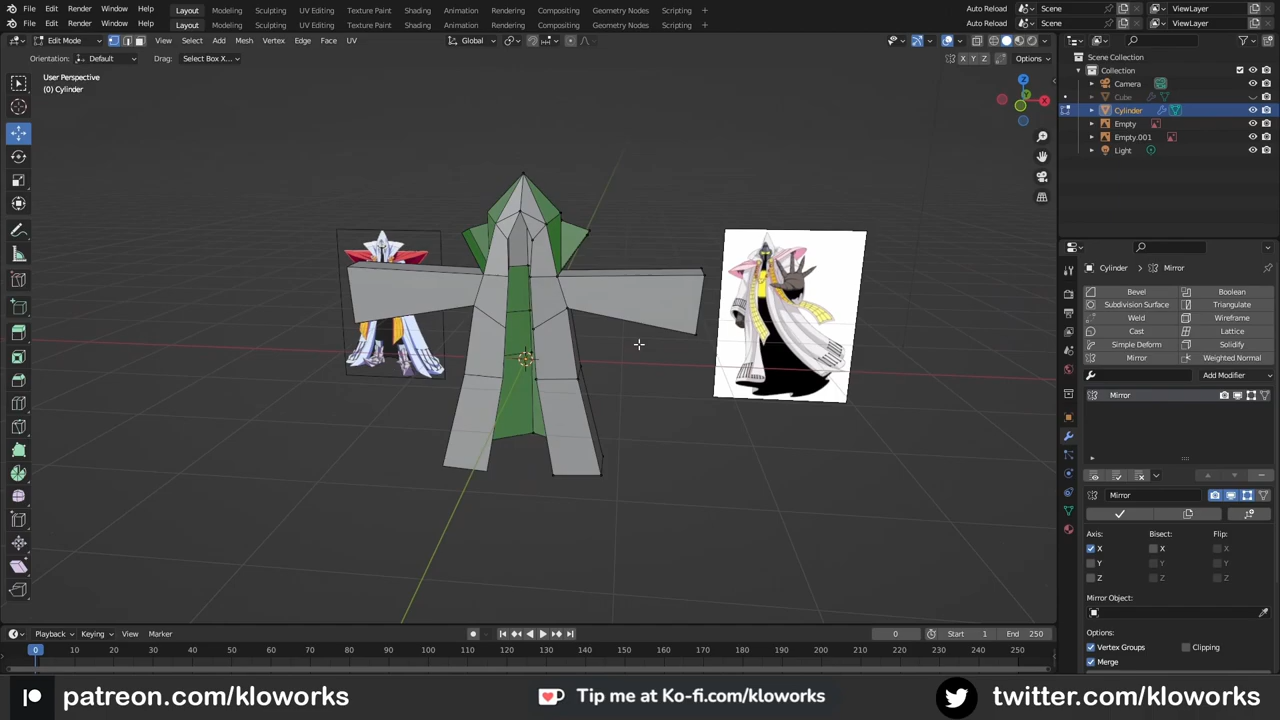 File Edit Render Window Help Layout Modeling Sculpting UV Editing Texture Paint Shading Animation Rendering Compositing Geometry Nodes Scripting + Auto Reload Scene ViewLayer
File Edit Render Window Help Layout Modeling Sculpting UV Editing Texture Paint Shading Animation Rendering Compositing Geometry Nodes Scripting + Auto Reload Scene ViewLayer
Edit Mode View Select Add Mesh Vertex Edge Face UV Global
Orientation: Default Drag: Select Box X... X Y Z Options
User Perspective
(0) Cylinder
Z
Y
X
Scene Collection
Collection
Camera
Cube
Cylinder
Empty
Empty.001
Light
Cylinder Mirror
Bevel Boolean
Subdivision Surface Triangulate
Weld Wireframe
Cast Lattice
Simple Deform Solidify
Mirror Weighted Normal
Add Modifier
Mirror
Mirror
Axis: Bisect: Flip:
X X X
Y Y Y
Z Z Z
Mirror Object:
Options:
Vertex Groups Clipping
Merge
Playback Keying View Marker 0 Start 1 End 250
0 10 20 30 40 50 60 70 80 90 100 110 120 130 140 150 160 170 180 190 200 210 220 230 240 250
patreon.com/kloworks Tip me at Ko-fi.com/kloworks twitter.com/kloworks